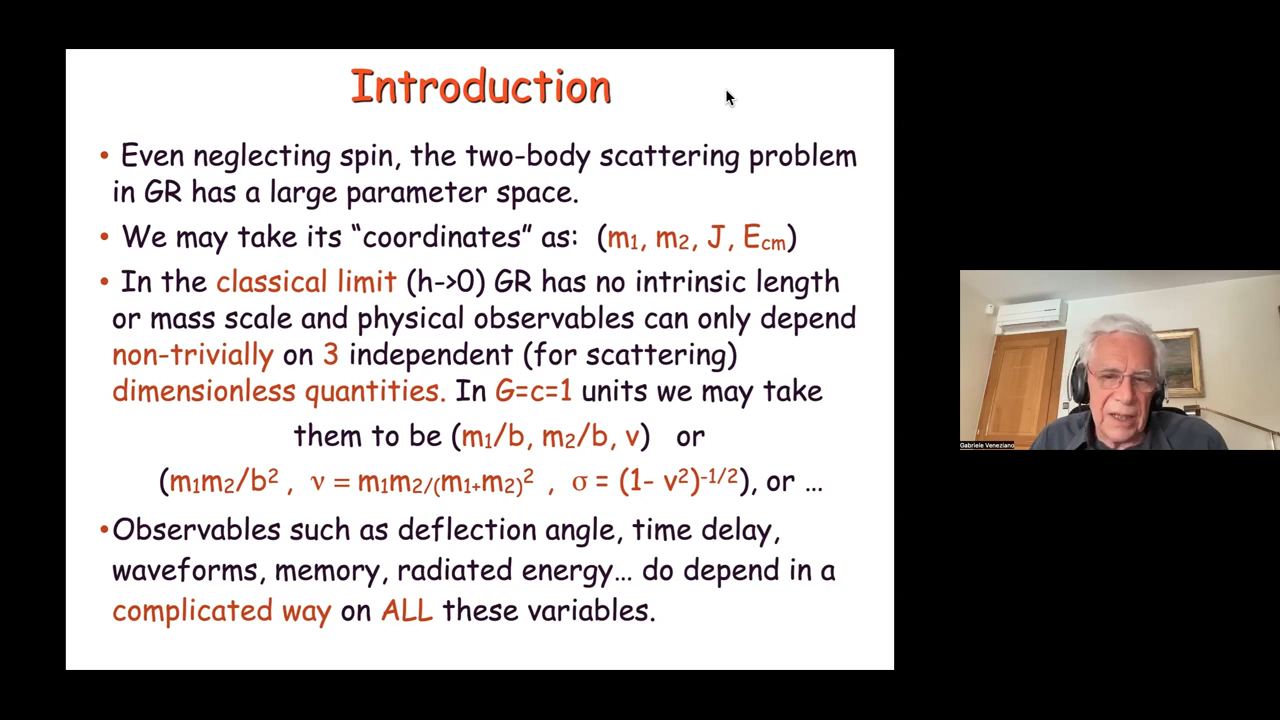 Introduction
• Even neglecting spin, the two-body scattering problem
in GR has a large parameter space.
• We may take its “coordinates” as: (m₁, m₂, J, E_cm)
• In the classical limit (h->0) GR has no intrinsic length
or mass scale and physical observables can only depend
non-trivially on 3 independent (for scattering)
dimensionless quantities. In G=c=1 units we may take
them to be (m₁/b, m₂/b, v) or
(m₁m₂/b² , ν = m₁m₂/(m₁+m₂)² , σ = (1- v²)⁻¹/²), or …
•Observables such as deflection angle, time delay,
waveforms, memory, radiated energy… do depend in a
complicated way on ALL these variables.
Gabriele Veneziano